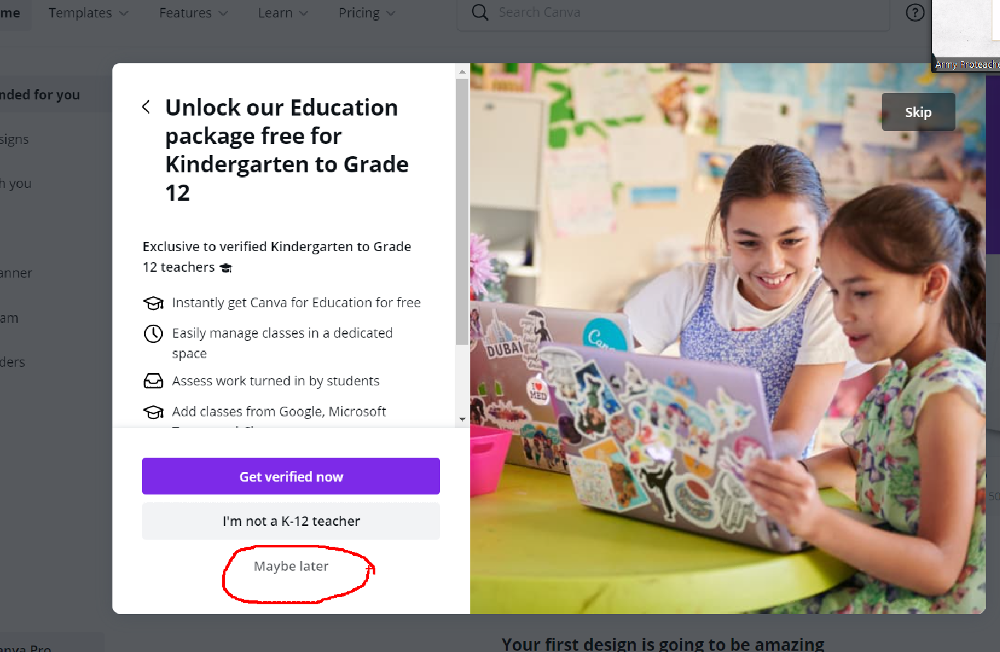 me Templates Features Learn Pricing Search Canva ?
Army Proteache
nded for you
signs
h you
anner
am
ders
anva Pro
Unlock our Education
package free for
Kindergarten to Grade
12
Exclusive to verified Kindergarten to Grade
12 teachers
Instantly get Canva for Education for free
Easily manage classes in a dedicated
space
Assess work turned in by students
Add classes from Google, Microsoft
Get verified now
I'm not a K-12 teacher
Maybe later
Skip
DUBAI
Canva
I
MED
50
Your first design is going to be amazing